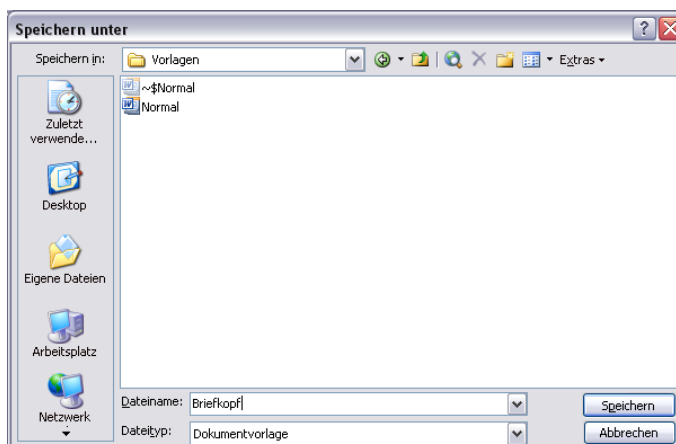 Speichern unter
Speichern in: Vorlagen Extras
~$Normal
Normal
Zuletzt
verwende...
Desktop
Eigene Dateien
Arbeitsplatz
Netzwerk
Dateiname: Briefkopf Speichern
Dateityp: Dokumentvorlage Abbrechen